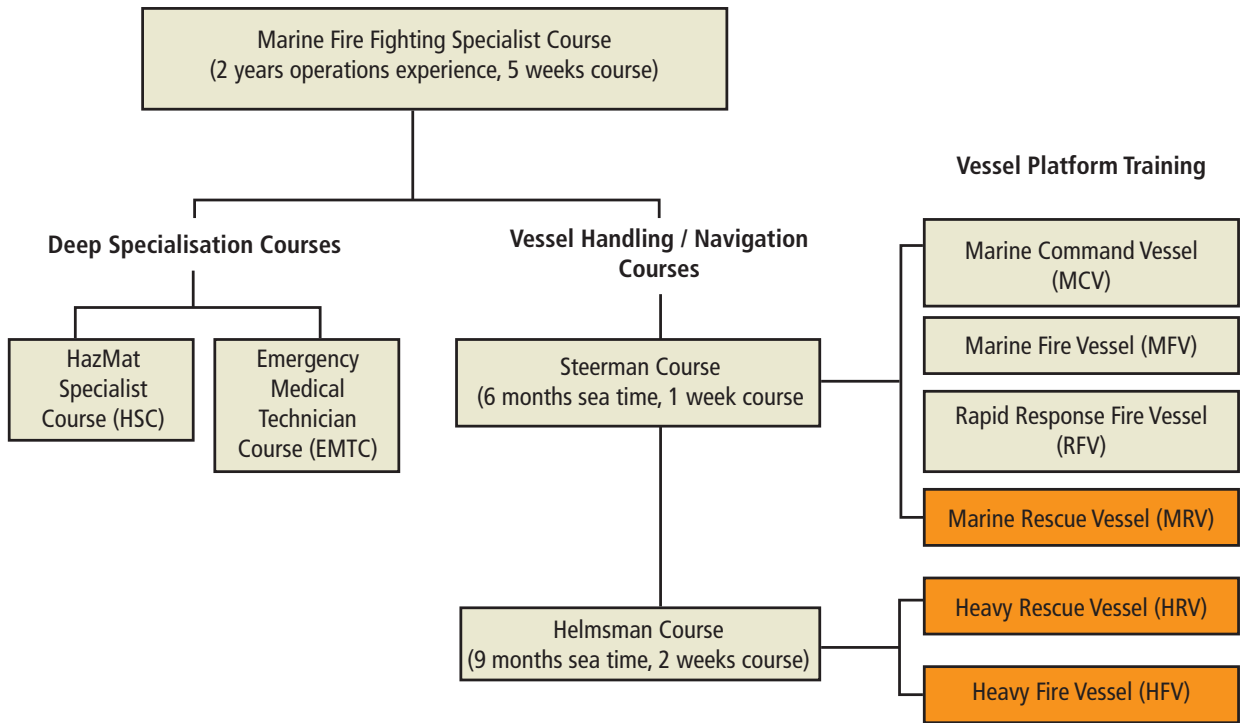 Marine Fire Fighting Specialist Course
(2 years operations experience, 5 weeks course)
Vessel Platform Training
Deep Specialisation Courses
Vessel Handling / Navigation
Courses
HazMat
Specialist
Course (HSC)
Emergency
Medical
Technician
Course (EMTC)
Steerman Course
(6 months sea time, 1 week course
Helmsman Course
(9 months sea time, 2 weeks course)
Marine Command Vessel
(MCV)
Marine Fire Vessel (MFV)
Rapid Response Fire Vessel
(RFV)
Marine Rescue Vessel (MRV)
Heavy Rescue Vessel (HRV)
Heavy Fire Vessel (HFV)